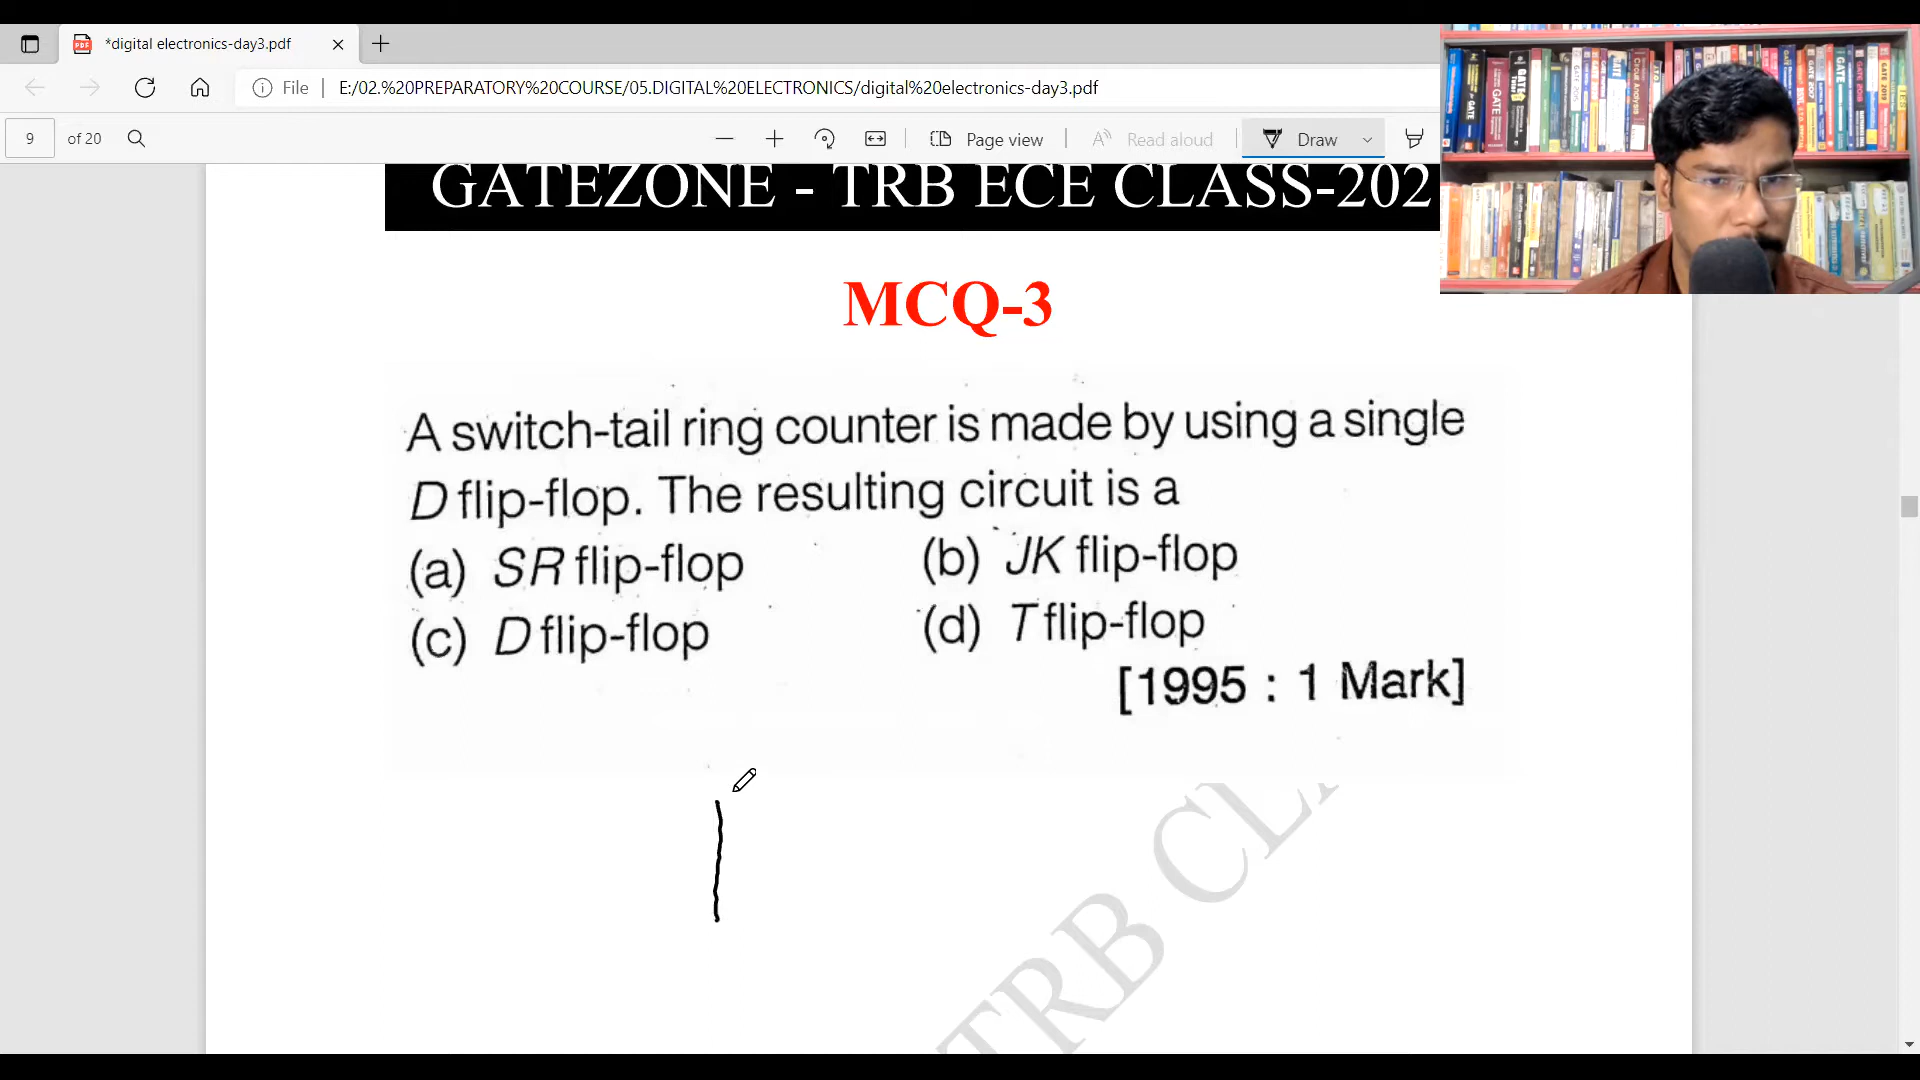 *digital electronics-day3.pdf
File
E:/02.%20PREPARATORY%20COURSE/05.DIGITAL%20ELECTRONICS/digital%20electronics-day3.pdf
9 of 20
Page view
Read aloud
Draw
GATEZONE - TRB ECE CLASS-202
MCQ-3
A switch-tail ring counter is made by using a single
D flip-flop. The resulting circuit is a
(a) SR flip-flop (b) JK flip-flop
(c) D flip-flop (d) T flip-flop
[1995 : 1 Mark]
TRB CL